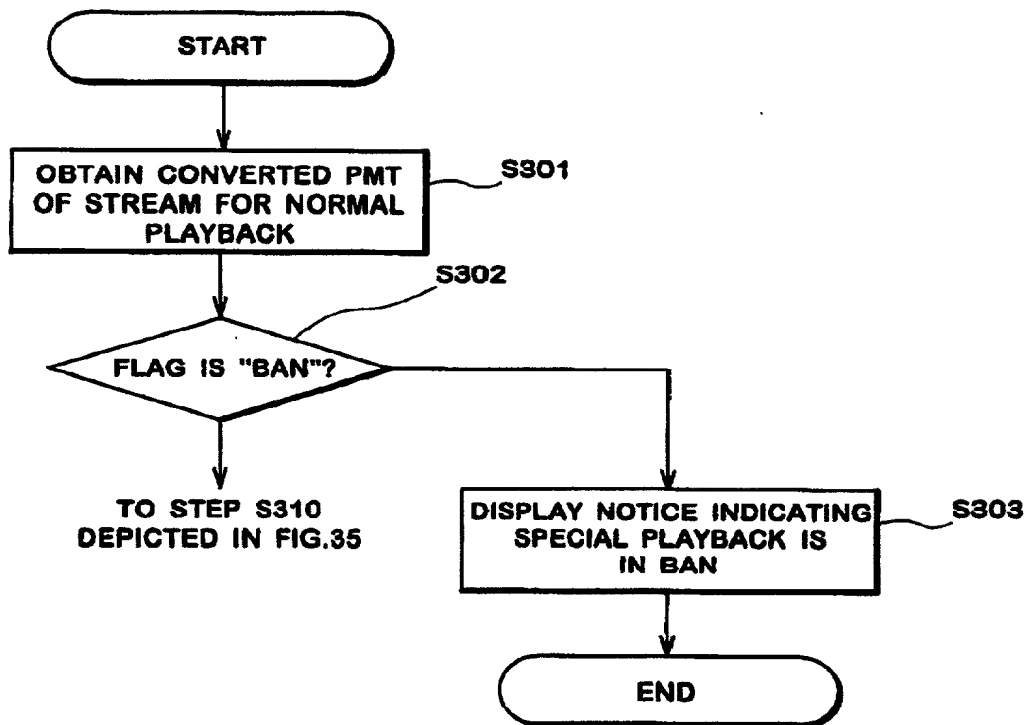 START
OBTAIN CONVERTED PMT
OF STREAM FOR NORMAL
PLAYBACK
S301
S302
FLAG IS "BAN"?
TO STEP S310
DEPICTED IN FIG.35
DISPLAY NOTICE INDICATING
SPECIAL PLAYBACK IS
IN BAN
S303
END